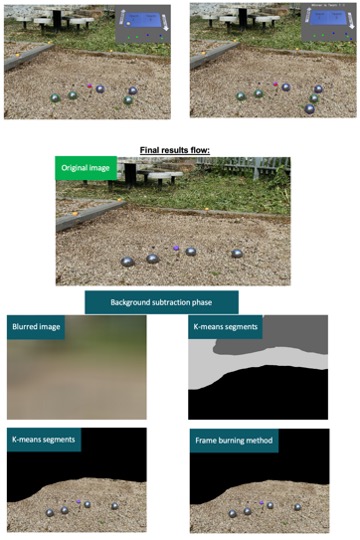 Final results flow:
Original image
Background subtraction phase
Blurred image
K-means segments
K-means segments
Frame burning method